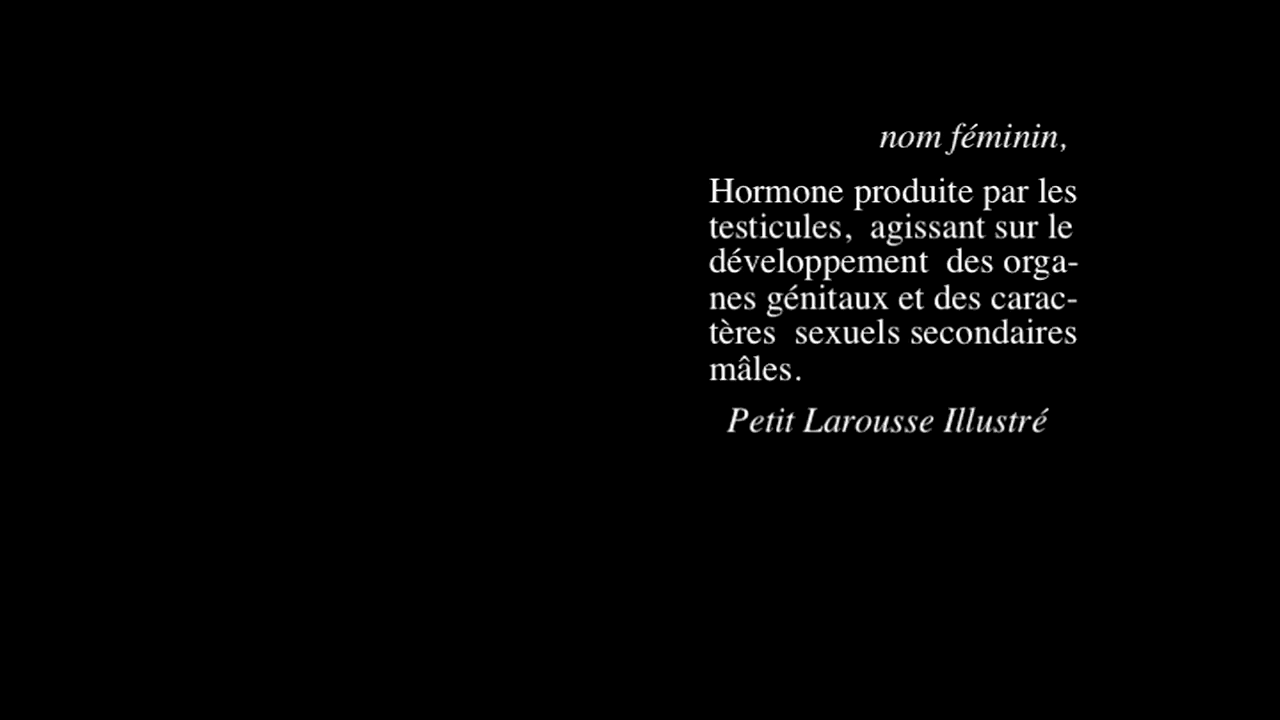 nom féminin,
Hormone produite par les
testicules, agissant sur le
développement des orga-
nes génitaux et des carac-
tères sexuels secondaires
mâles.
Petit Larousse Illustré